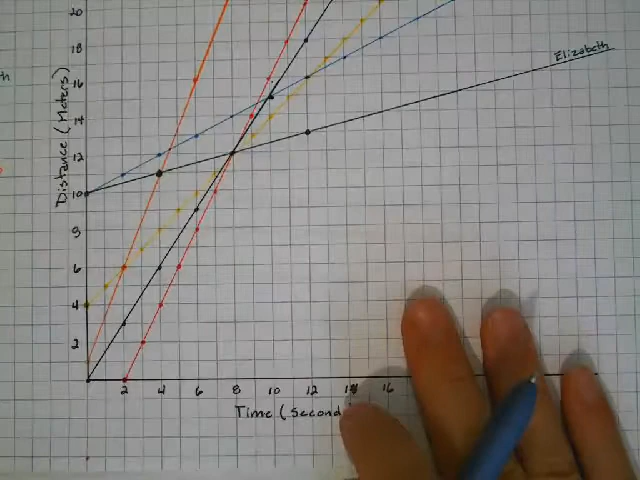 20
18
Elizabeth
16
14
12
10
8
6
4
2
2 4 6 8 10 12 14 16
Distance (Meters)
Time (Second